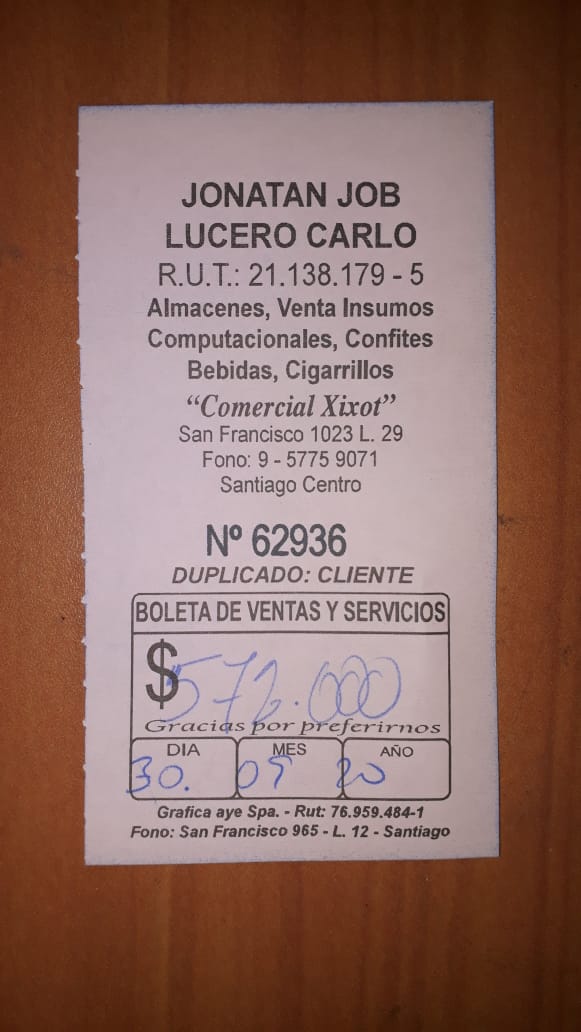 JONATAN JOB
LUCERO CARLO
R.U.T.: 21.138.179 - 5
Almacenes, Venta Insumos
Computacionales, Confites
Bebidas, Cigarrillos
“Comercial Xixot”
San Francisco 1023 L. 29
Fono: 9 - 5775 9071
Santiago Centro
Nº 62936
DUPLICADO: CLIENTE
BOLETA DE VENTAS Y SERVICIOS
$ 572.000
Gracias por preferirnos
DIA MES AÑO
30. 09 20
Grafica aye Spa. - Rut: 76.959.484-1
Fono: San Francisco 965 - L. 12 - Santiago